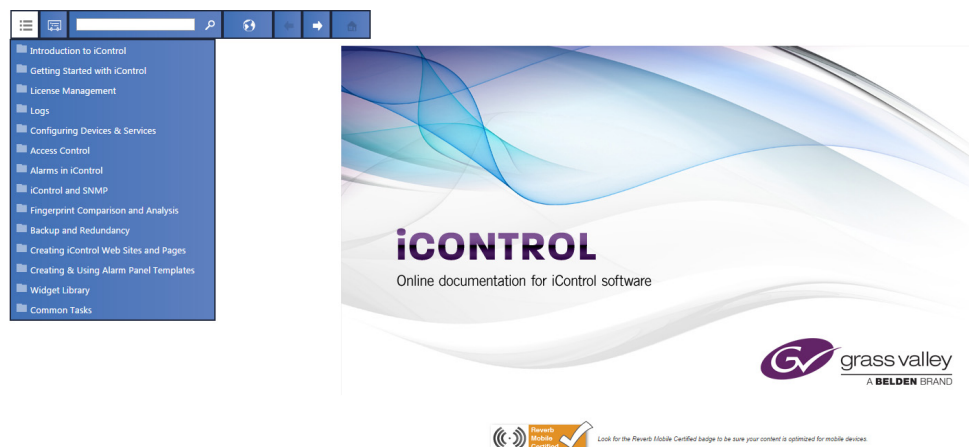 Introduction to iControl
Getting Started with iControl
License Management
Logs
Configuring Devices & Services
Access Control
Alarms in iControl
iControl and SNMP
Fingerprint Comparison and Analysis
Backup and Redundancy
Creating iControl Web Sites and Pages
Creating & Using Alarm Panel Templates
Widget Library
Common Tasks
iCONTROL
Online documentation for iControl software
GV grass valley
A BELDEN BRAND
Reverb
Mobile
Certified
Look for the Reverb Mobile Certified badge to be sure your content is optimized for mobile devices.